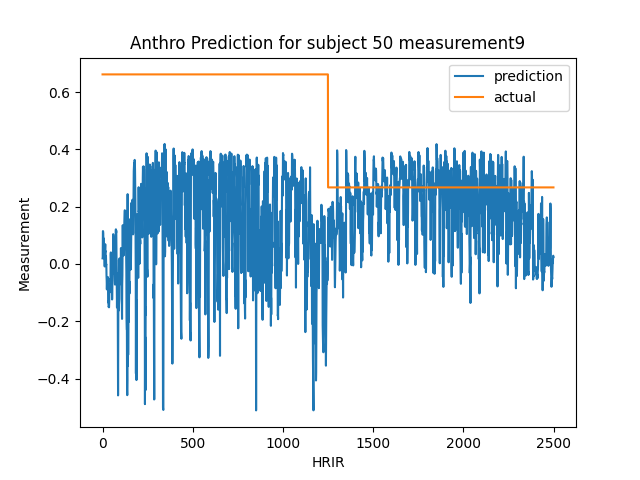 Anthro Prediction for subject 50 measurement9
prediction
actual
Measurement
0.6
0.4
0.2
0.0
−0.2
−0.4
0
500
1000
1500
2000
2500
HRIR